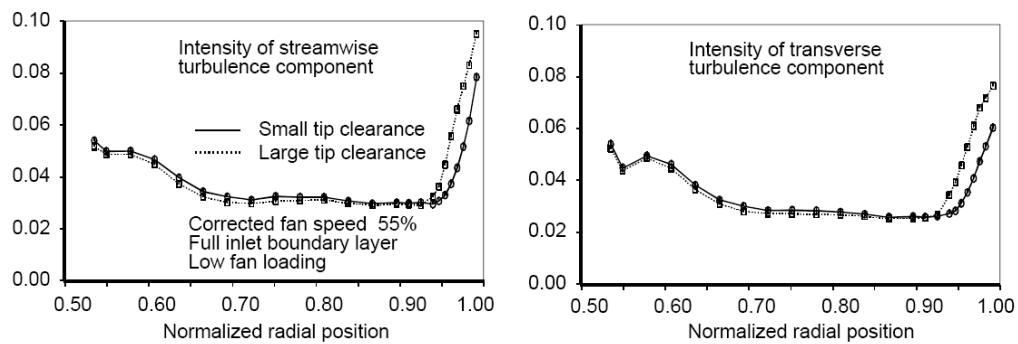 0.10
0.08
0.06
0.04
0.02
0.00
Intensity of streamwise
turbulence component
Small tip clearance
Large tip clearance
Corrected fan speed 55%
Full inlet boundary layer
Low fan loading
0.50 0.60 0.70 0.80 0.90 1.00
Normalized radial position
0.10
0.08
0.06
0.04
0.02
0.00
Intensity of transverse
turbulence component
0.50 0.60 0.70 0.80 0.90 1.00
Normalized radial position